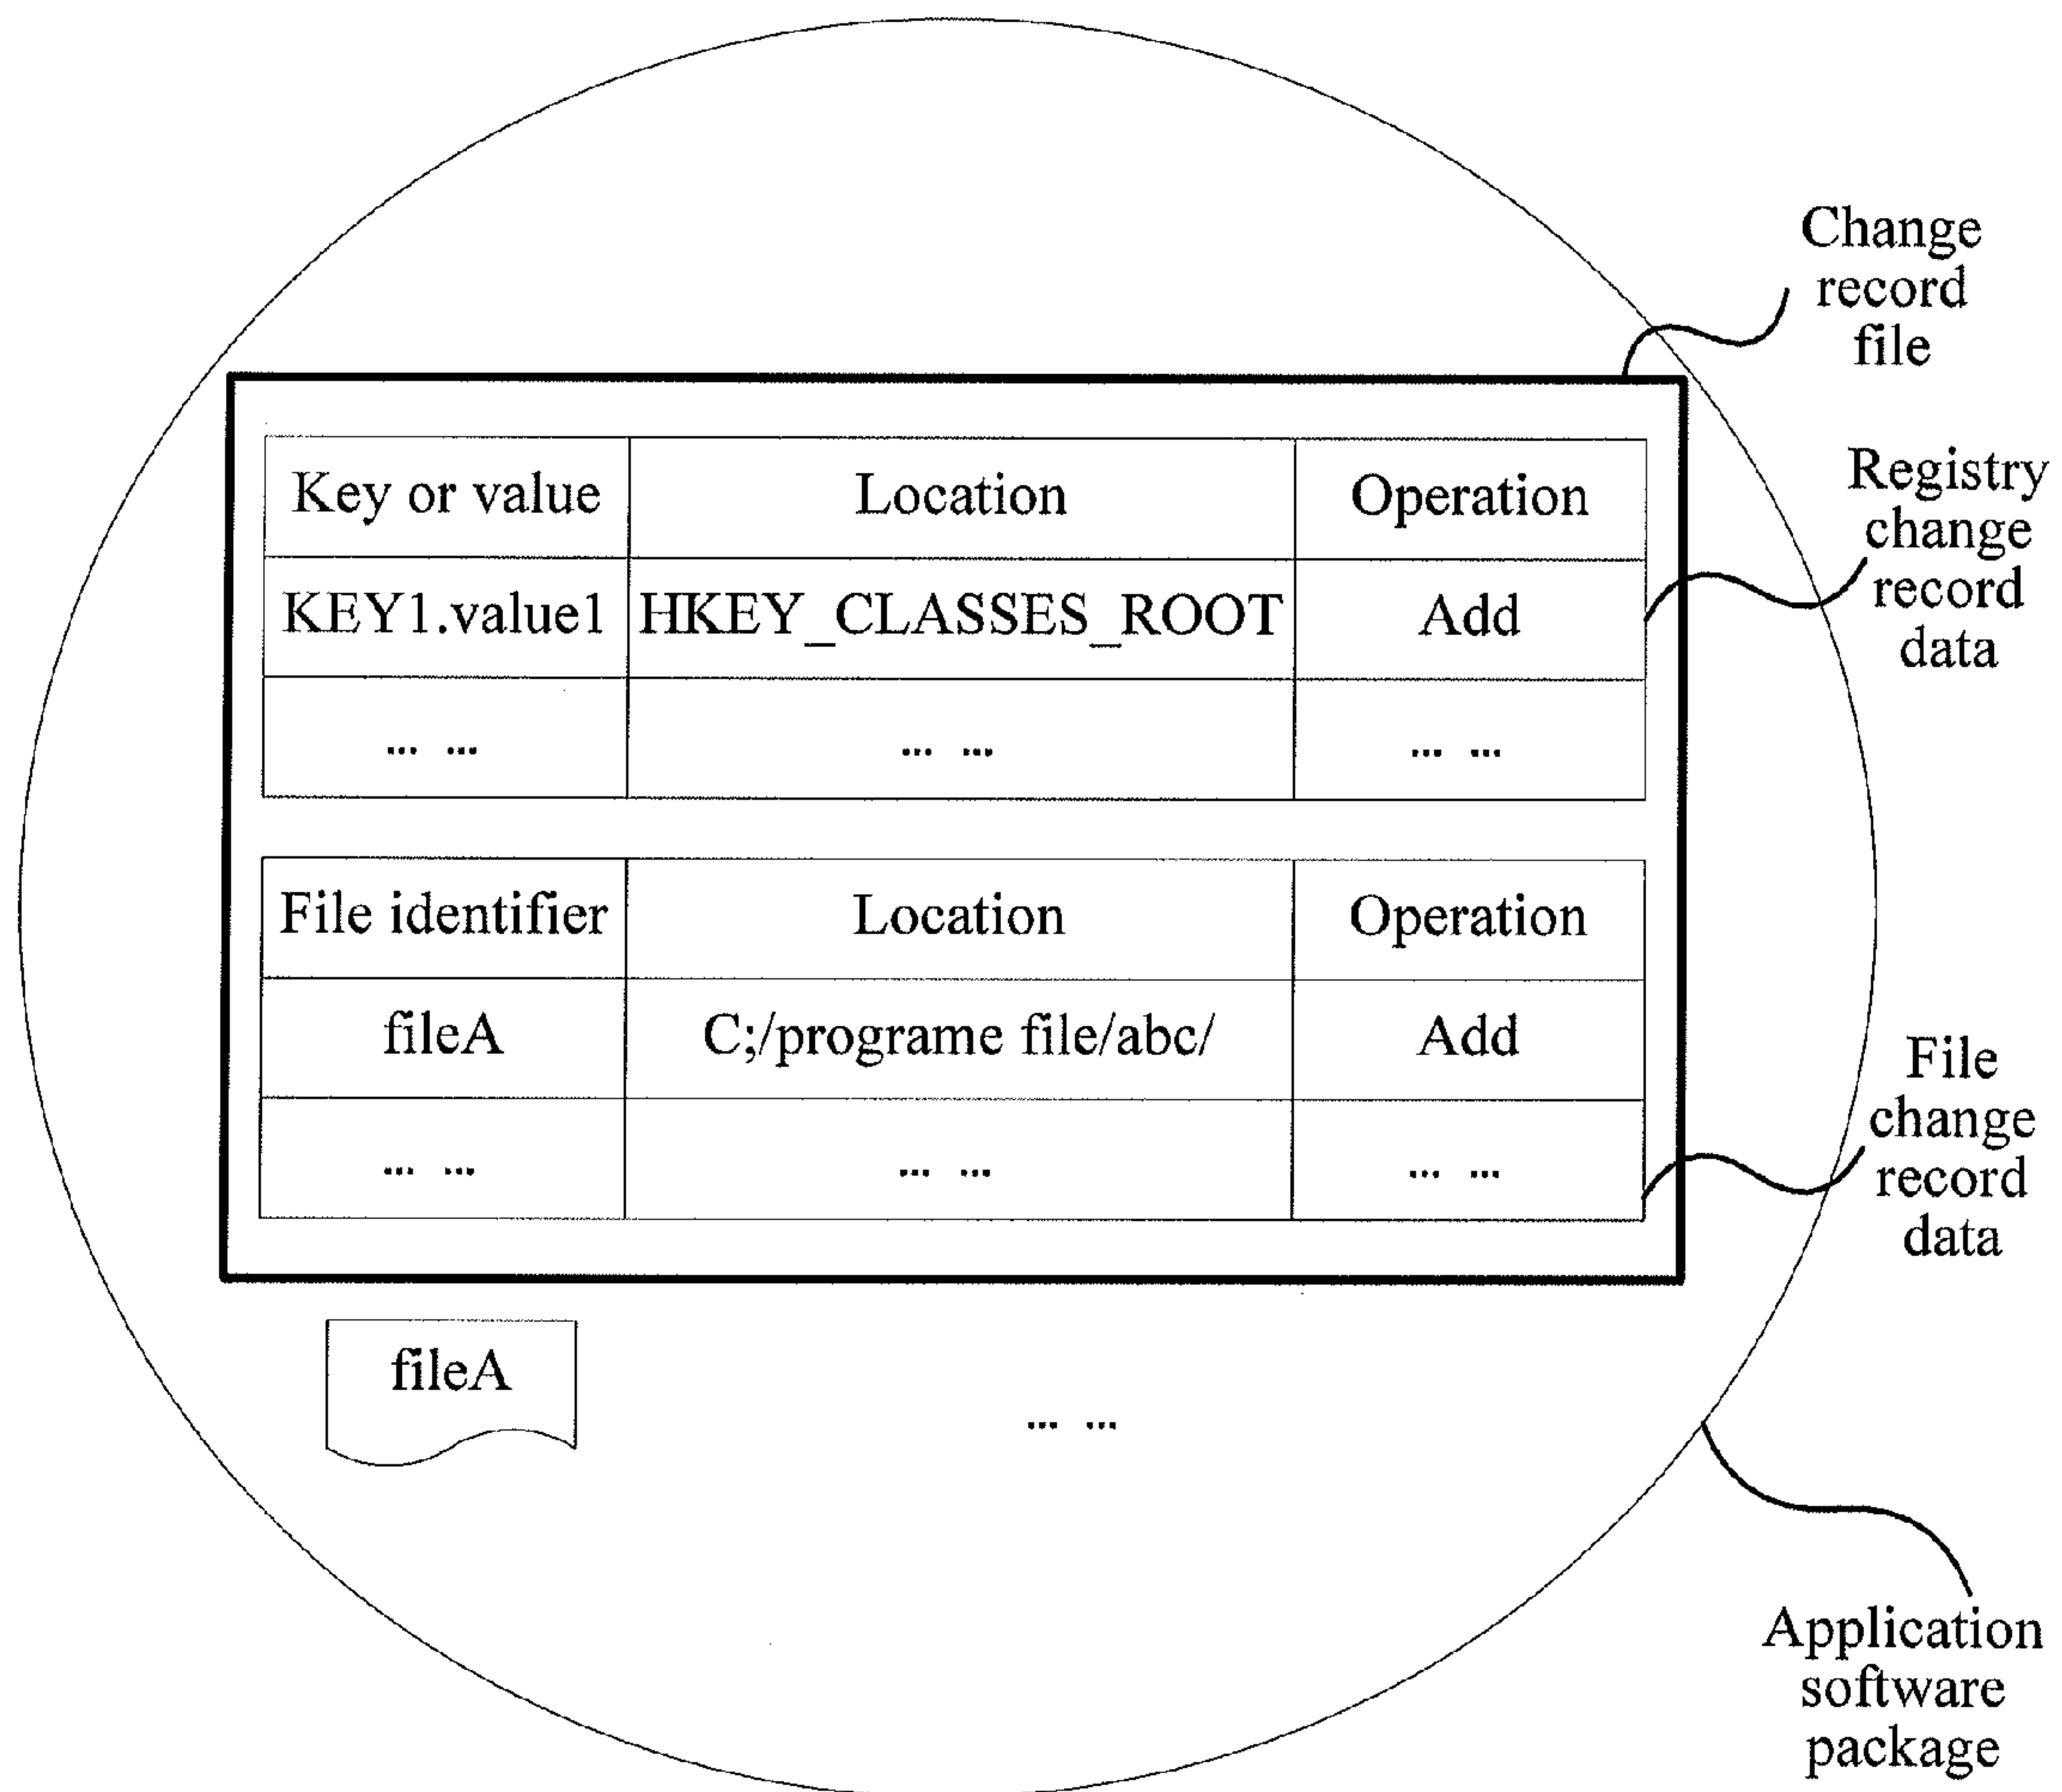 Change
record
file
Key or value Location Operation
KEY1.value1 HKEY_CLASSES_ROOT Add
... ... ... ... ... ...
Registry
change
record
data
File identifier Location Operation
fileA C;/programe file/abc/ Add
... ... ... ... ... ...
File
change
record
data
fileA
... ...
Application
software
package